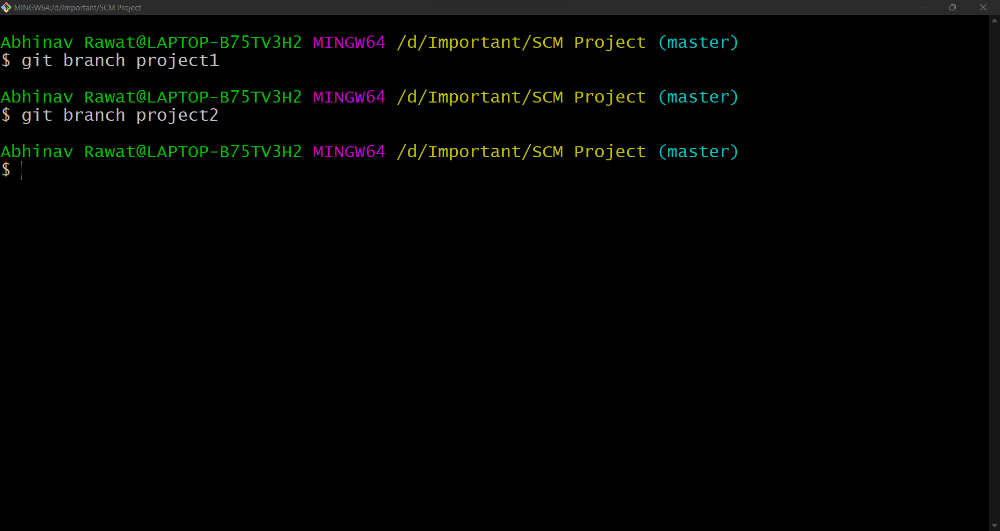 MINGW64:/d/Important/SCM Project
Abhinav Rawat@LAPTOP-B75TV3H2 MINGW64 /d/Important/SCM Project (master)
$ git branch project1
Abhinav Rawat@LAPTOP-B75TV3H2 MINGW64 /d/Important/SCM Project (master)
$ git branch project2
Abhinav Rawat@LAPTOP-B75TV3H2 MINGW64 /d/Important/SCM Project (master)
$